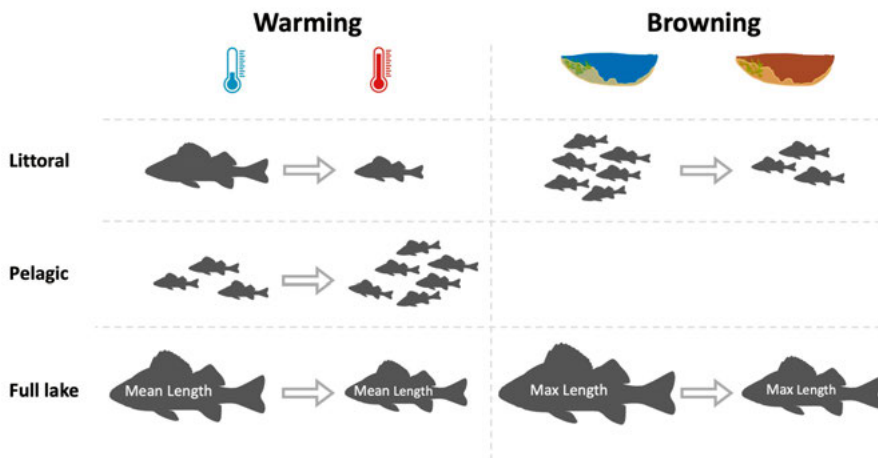 Warming
Browning
Littoral
Pelagic
Full lake
Mean Length
Mean Length
Max Length
Max Length